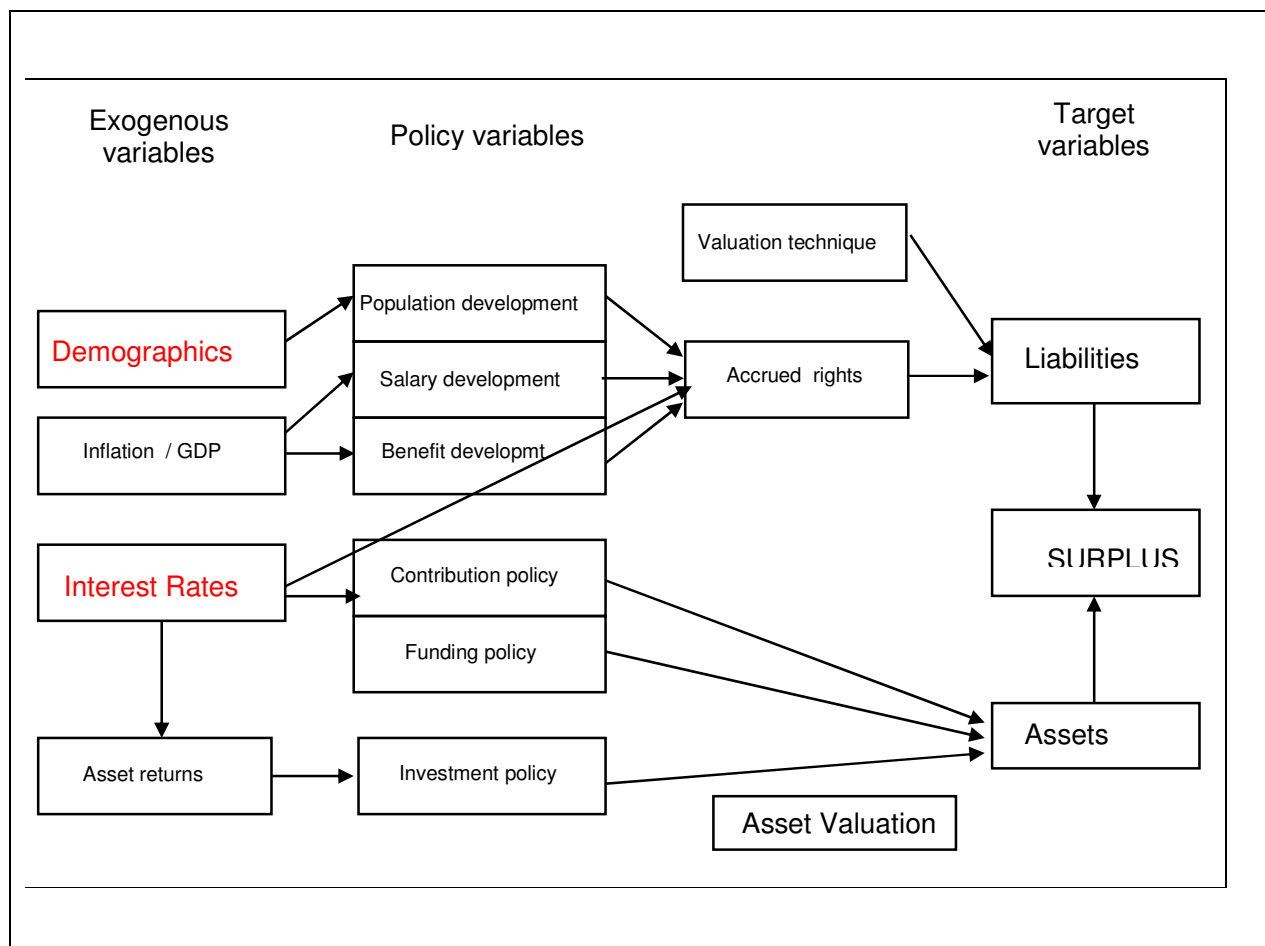 Exogenous
variables
Policy variables
Target
variables
Valuation technique
Population development
Demographics
Liabilities
Salary development
Accrued rights
Inflation / GDP
Benefit developmt
SURPLUS
Interest Rates
Contribution policy
Funding policy
Assets
Asset returns
Investment policy
Asset Valuation